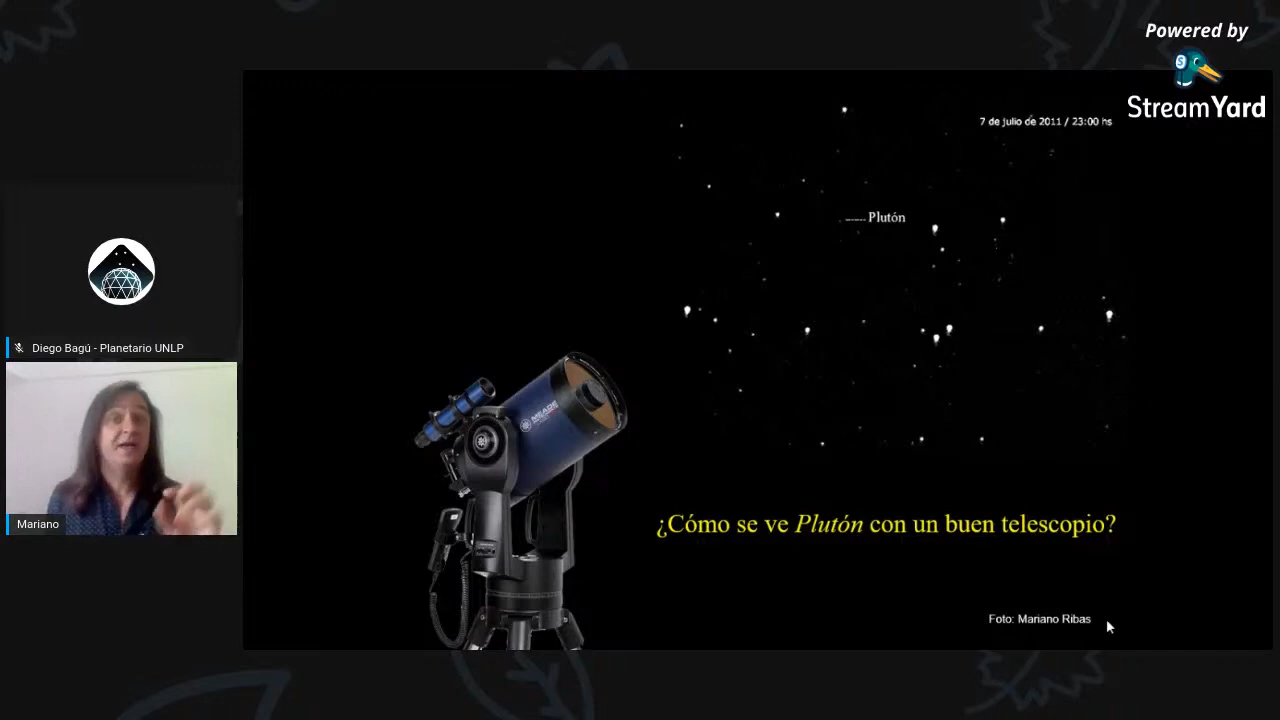 Powered by
StreamYard
7 de julio de 2011 / 23:00 hs
Plutón
Diego Bagú - Planetario UNLP
MEADE
Mariano
¿Cómo se ve Plutón con un buen telescopio?
Foto: Mariano Ribas